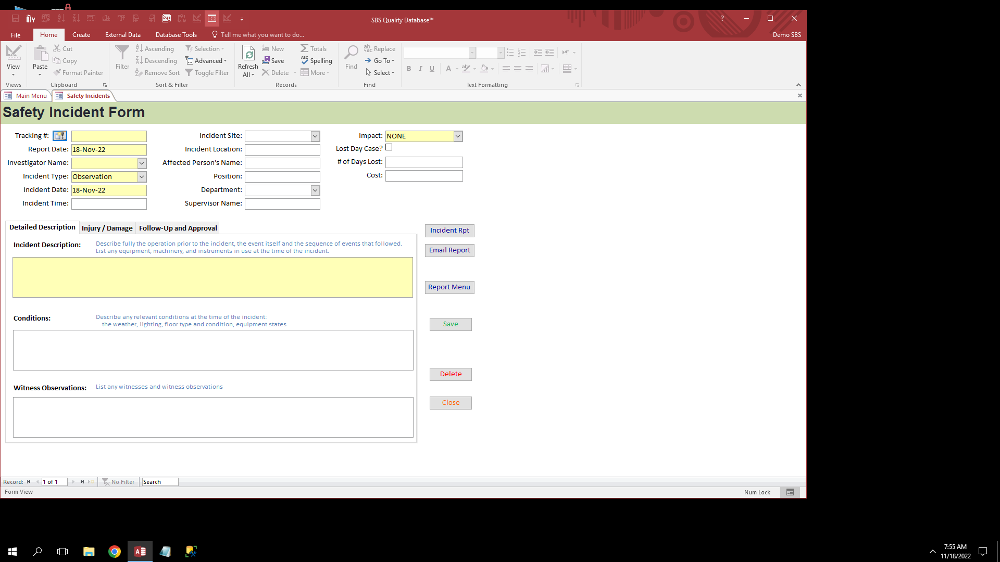 SBS Quality Database™
?
File Home Create External Data Database Tools Tell me what you want to do... Demo SBS
View
Views
Paste
Cut
Copy
Format Painter
Clipboard
Filter
Ascending
Descending
Remove Sort
Selection
Advanced
Toggle Filter
Sort & Filter
Refresh
All
New
Save
Delete
Totals
Spelling
More
Records
Find
Replace
Go To
Select
Find
B I U A
Text Formatting
Main Menu Safety Incidents
Safety Incident Form
Tracking #:
Report Date: 18-Nov-22
Investigator Name:
Incident Type: Observation
Incident Date: 18-Nov-22
Incident Time:
Incident Site:
Incident Location:
Affected Person's Name:
Position:
Department:
Supervisor Name:
Impact: NONE
Lost Day Case?
# of Days Lost:
Cost:
Detailed Description Injury / Damage Follow-Up and Approval
Incident Description: Describe fully the operation prior to the incident, the event itself and the sequence of events that followed.
List any equipment, machinery, and instruments in use at the time of the incident.
Conditions: Describe any relevant conditions at the time of the incident:
the weather, lighting, floor type and condition, equipment states
Witness Observations: List any witnesses and witness observations
Incident Rpt
Email Report
Report Menu
Save
Delete
Close
Record: 1 of 1 No Filter Search
Form View Num Lock
7:55 AM
11/18/2022